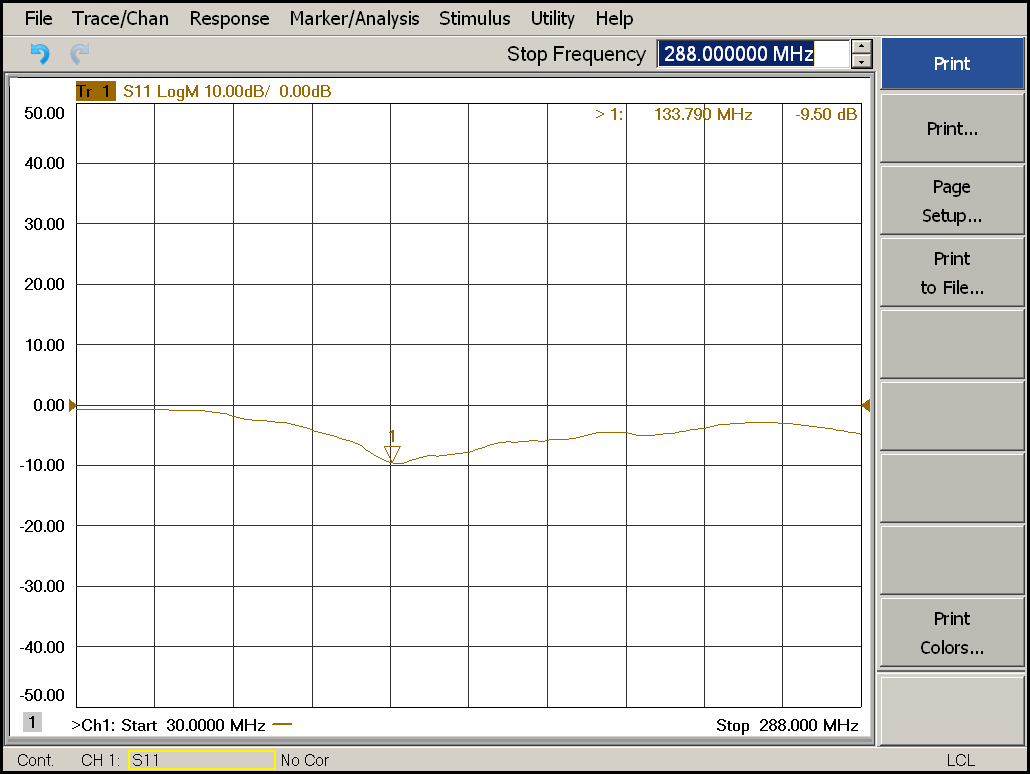 File Trace/Chan Response Marker/Analysis Stimulus Utility Help
Stop Frequency 288.000000 MHz
Print
Tr 1 S11 LogM 10.00dB/ 0.00dB
50.00
> 1: 133.790 MHz -9.50 dB
Print...
40.00
Page
Setup...
30.00
Print
to File...
20.00
10.00
0.00
1
-10.00
-20.00
-30.00
Print
Colors...
-40.00
-50.00
1 >Ch1: Start 30.0000 MHz Stop 288.000 MHz
Cont. CH 1: S11 No Cor LCL